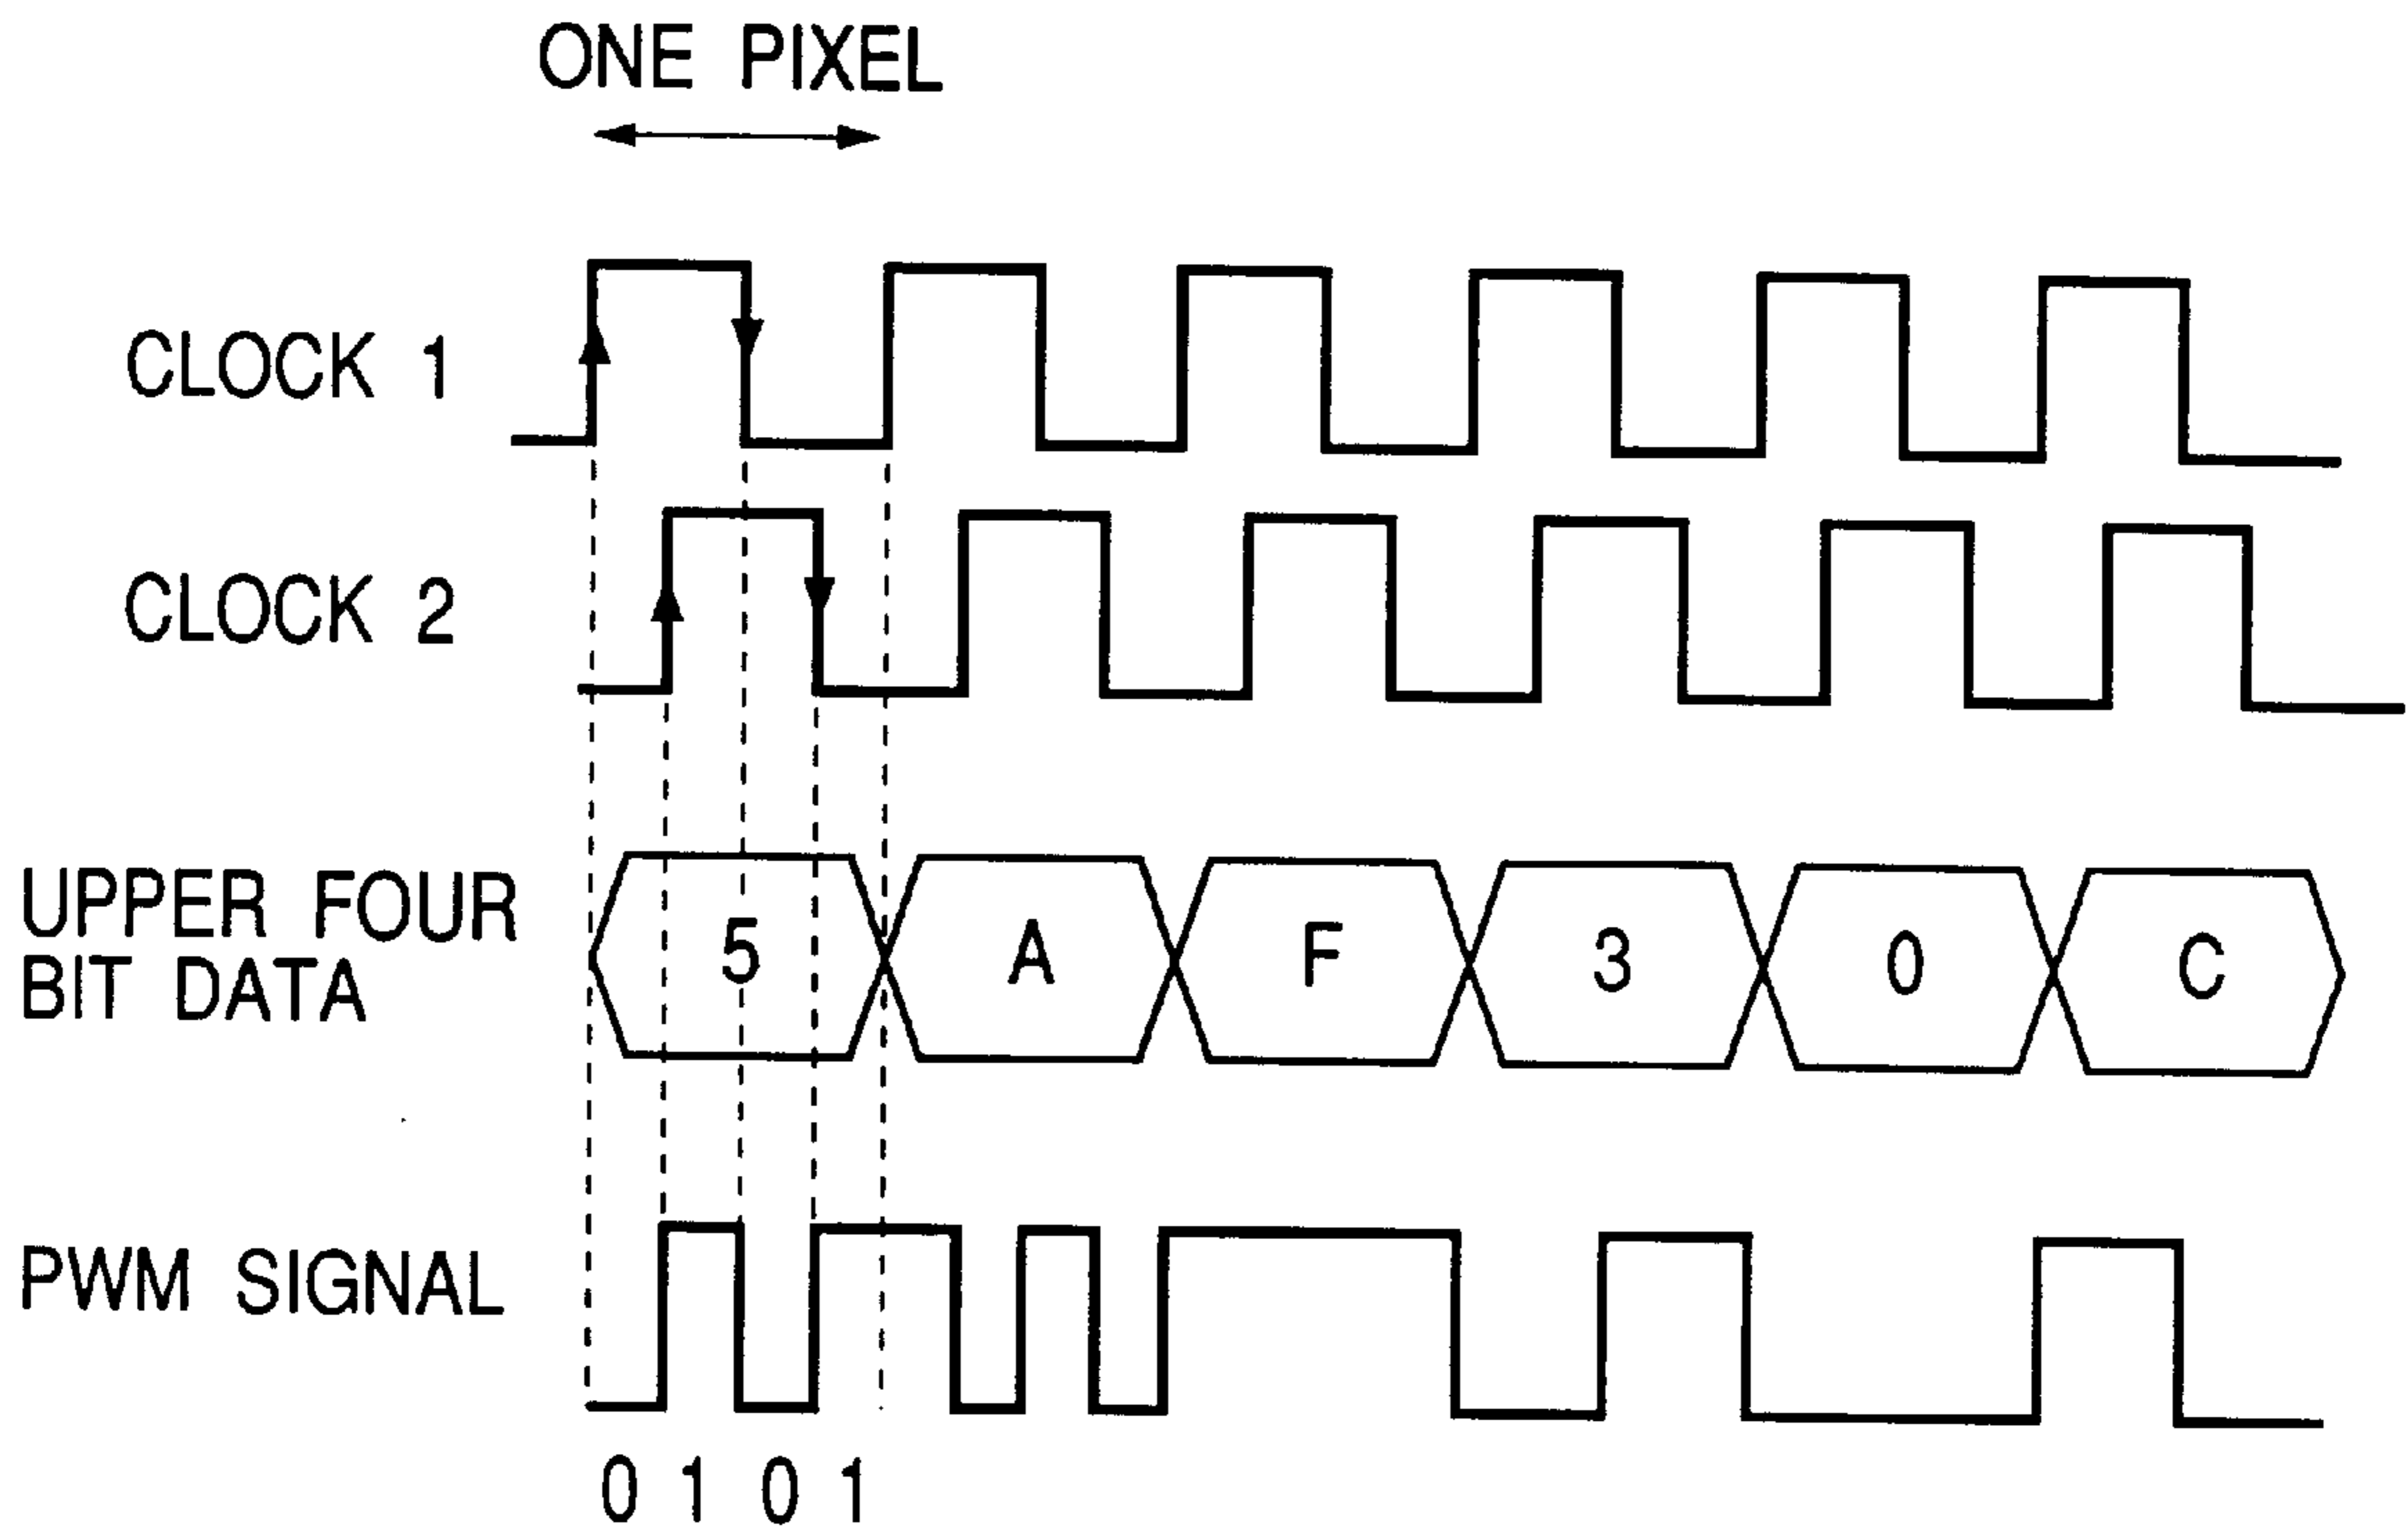 ONE PIXEL
CLOCK 1
CLOCK 2
UPPER FOUR
BIT DATA
5 A F 3 0 C
PWM SIGNAL
0 1 0 1